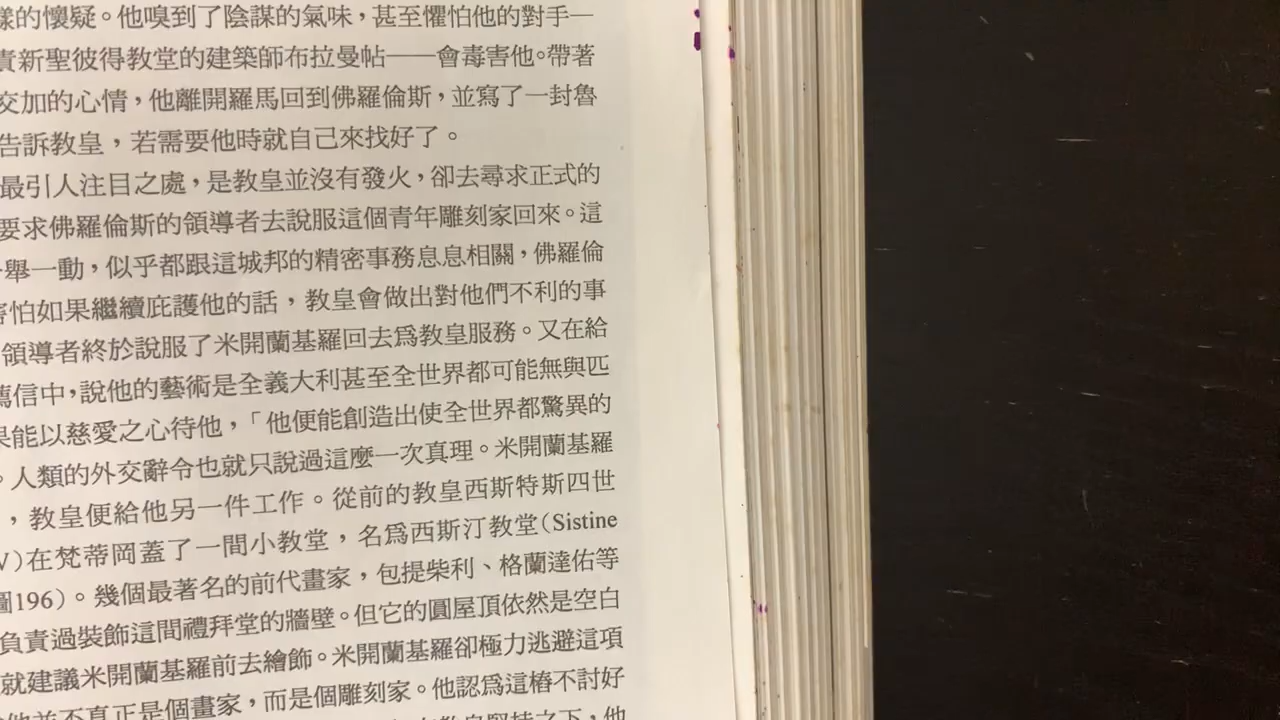 的懷疑。他嗅到了陰謀的氣味，甚至懼怕他的對手—
責新聖彼得教堂的建築師布拉曼帖——會毒害他。帶著
交加的心情，他離開羅馬回到佛羅倫斯，並寫了一封魯
告訴教皇，若需要他時就自己來找好了。
最引人注目之處，是教皇並沒有發火，卻去尋求正式的
要求佛羅倫斯的領導者去說服這個青年雕刻家回來。這
舉一動，似乎都跟這城邦的精密事務息息相關，佛羅倫
害怕如果繼續庇護他的話，教皇會做出對他們不利的事
領導者終於說服了米開蘭基羅回去爲教皇服務。又在給
薦信中，說他的藝術是全義大利甚至全世界都可能無與匹
果能以慈愛之心待他，「他便能創造出使全世界都驚異的
。人類的外交辭令也就只說過這麼一次真理。米開蘭基羅
，教皇便給他另一件工作。從前的教皇西斯特斯四世
V)在梵蒂岡蓋了一間小教堂，名爲西斯汀教堂(Sistine
圖196)。幾個最著名的前代畫家，包提柴利、格蘭達佑等
負責過裝飾這間禮拜堂的牆壁。但它的圓屋頂依然是空白
就建議米開蘭基羅前去繪飾。米開蘭基羅卻極力逃避這項
他並不真正是個畫家，而是個雕刻家。他認爲這樁不討好
教皇堅持之下，他